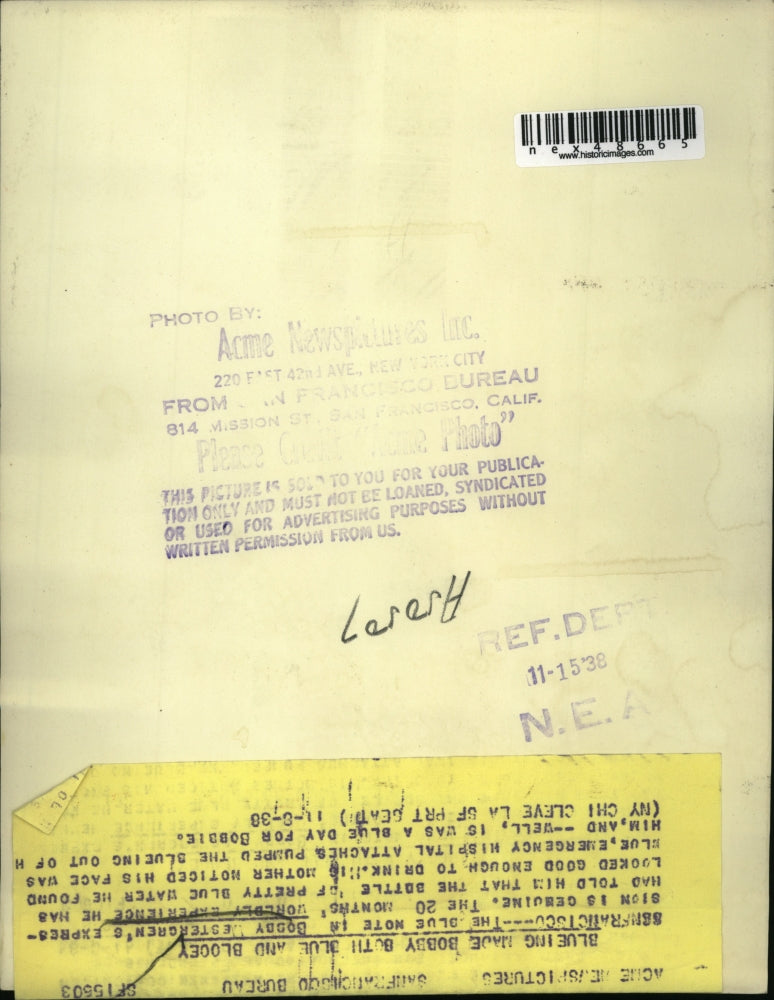 nex48665
www.historicimages.com
PHOTO BY:
Acme Newspictures Inc.
220 EAST 42nd AVE., NEW YORK CITY
FROM SAN FRANCISCO BUREAU
814 MISSION ST., SAN FRANCISCO, CALIF.
Please Credit "Acme Photo"
THIS PICTURE IS SOLD TO YOU FOR YOUR PUBLICA-
TION ONLY AND MUST NOT BE LOANED, SYNDICATED
OR USED FOR ADVERTISING PURPOSES WITHOUT
WRITTEN PERMISSION FROM US.
REF. DEPT.
11-15'38
N.E.A
ACME NEWSPICTURES SANFRANCISCO BUREAU SF15503
BLUEING MADE BOBBY BOTH BLUE AND BLOOEY
SANFRANCISCO---THE BLUE NOTE IN BOBBY WESTERGREN'S EXPRES-
SION IS GENUINE. THE 20 MONTHS' WORLDLY EXPERIENCE HE HAS
HAD TOLD HIM THAT THE BOTTLE OF PRETTY BLUE WATER HE FOUND
LOOKED GOOD ENOUGH TO DRINK. HIS MOTHER NOTICED HIS FACE WAS
BLUE, EMERGENCY HISPITAL ATTACHES PUMPED THE BLUEING OUT OF H
HIM, AND --WELL, IS WAS A BLUE DAY FOR BOBBIE.
(NY CHI CLEVE LA SF PRT SEAT) 11-8-38